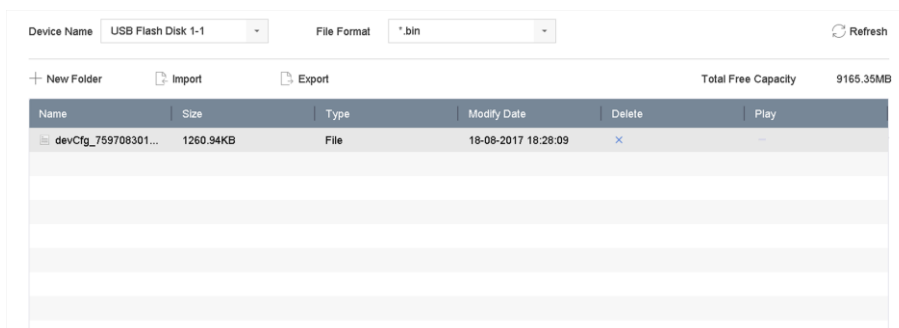 Device Name USB Flash Disk 1-1 File Format *.bin Refresh
New Folder Import Export Total Free Capacity 9165.35MB
Name Size Type Modify Date Delete Play
devCfg_759708301... 1260.94KB File 18-08-2017 18:28:09